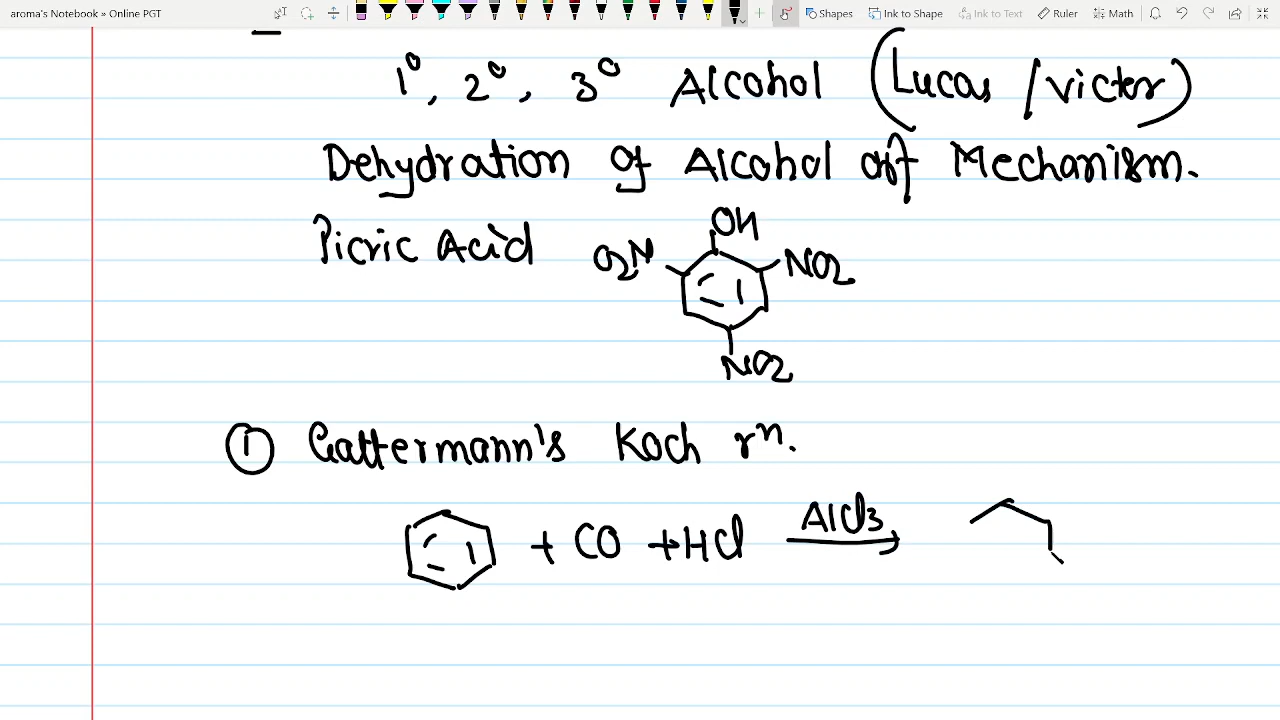 aroma's Notebook » Online PGT
Shapes Ink to Shape Ink to Text Ruler Math
1°, 2°, 3° Alcohol (Lucas / victor)
Dehydration of Alcohol Mechanism.
Picric Acid
OH
O2N
NO2
NO2
① Gattermann's Koch rn.
+ CO + HCl AlCl3